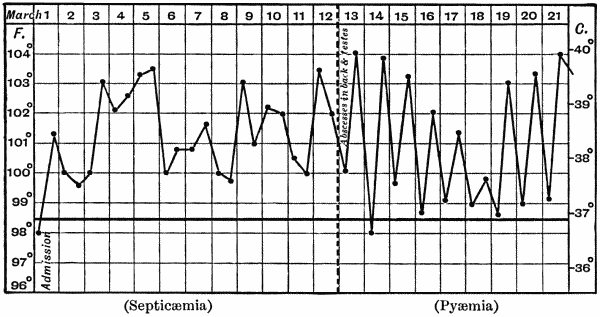 March 1 2 3 4 5 6 7 8 9 10 11 12 13 14 15 16 17 18 19 20 21
F. C.
104° 40°
103°
102° 39°
101°
100° 38°
99°
98° 37°
97°
96° 36°
Admission
Abscesses in back & testes
(Septicæmia) (Pyæmia)